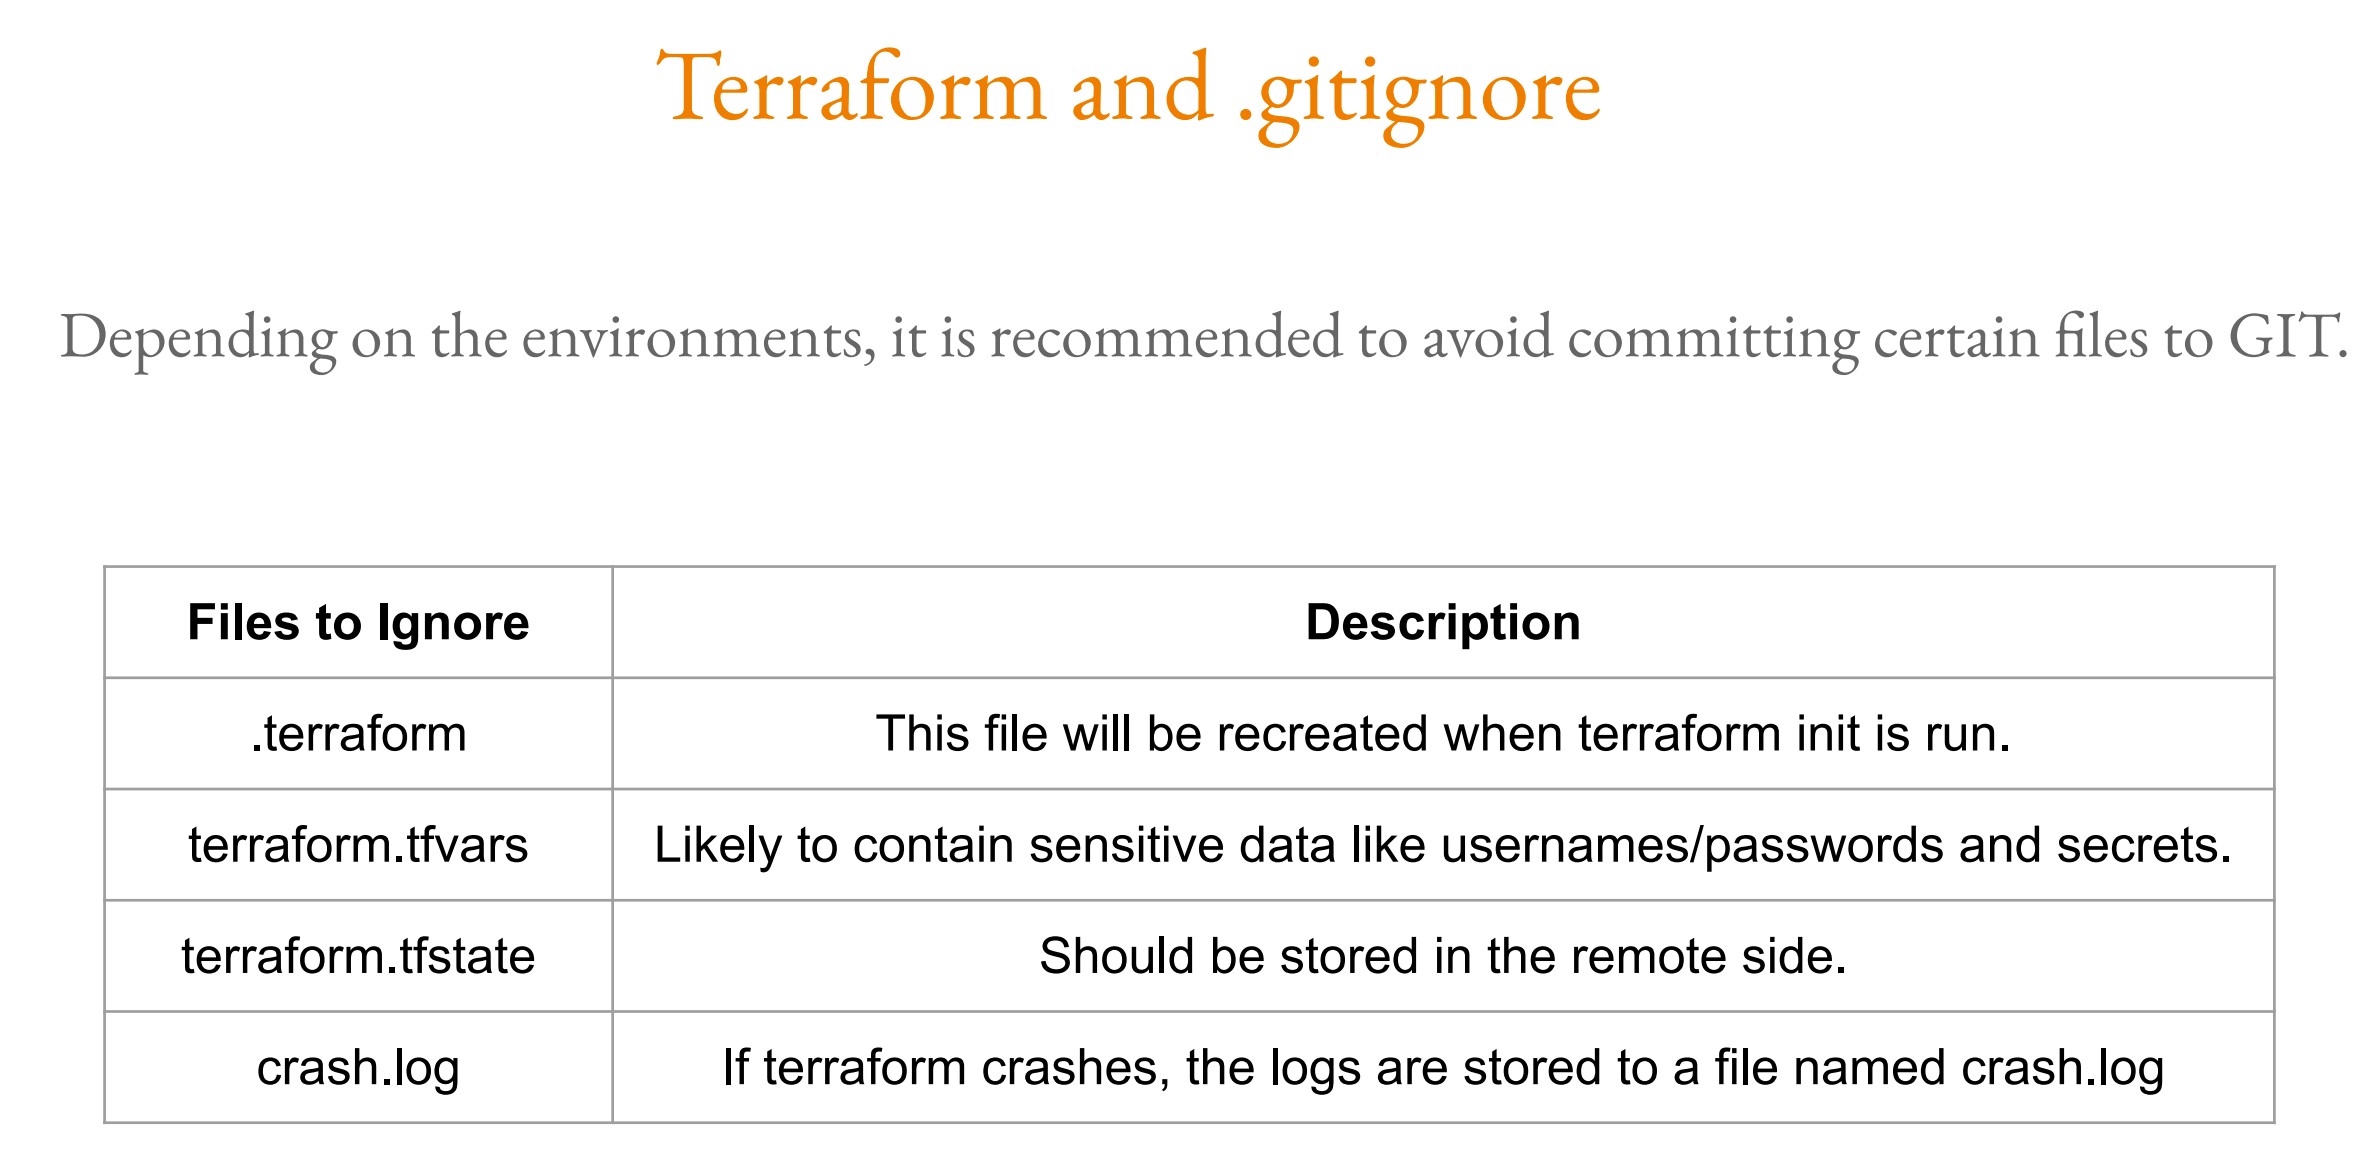 Terraform and .gitignore
Depending on the environments, it is recommended to avoid committing certain files to GIT.
Files to Ignore
Description
.terraform
This file will be recreated when terraform init is run.
terraform.tfvars
Likely to contain sensitive data like usernames/passwords and secrets.
terraform.tfstate
Should be stored in the remote side.
crash.log
If terraform crashes, the logs are stored to a file named crash.log